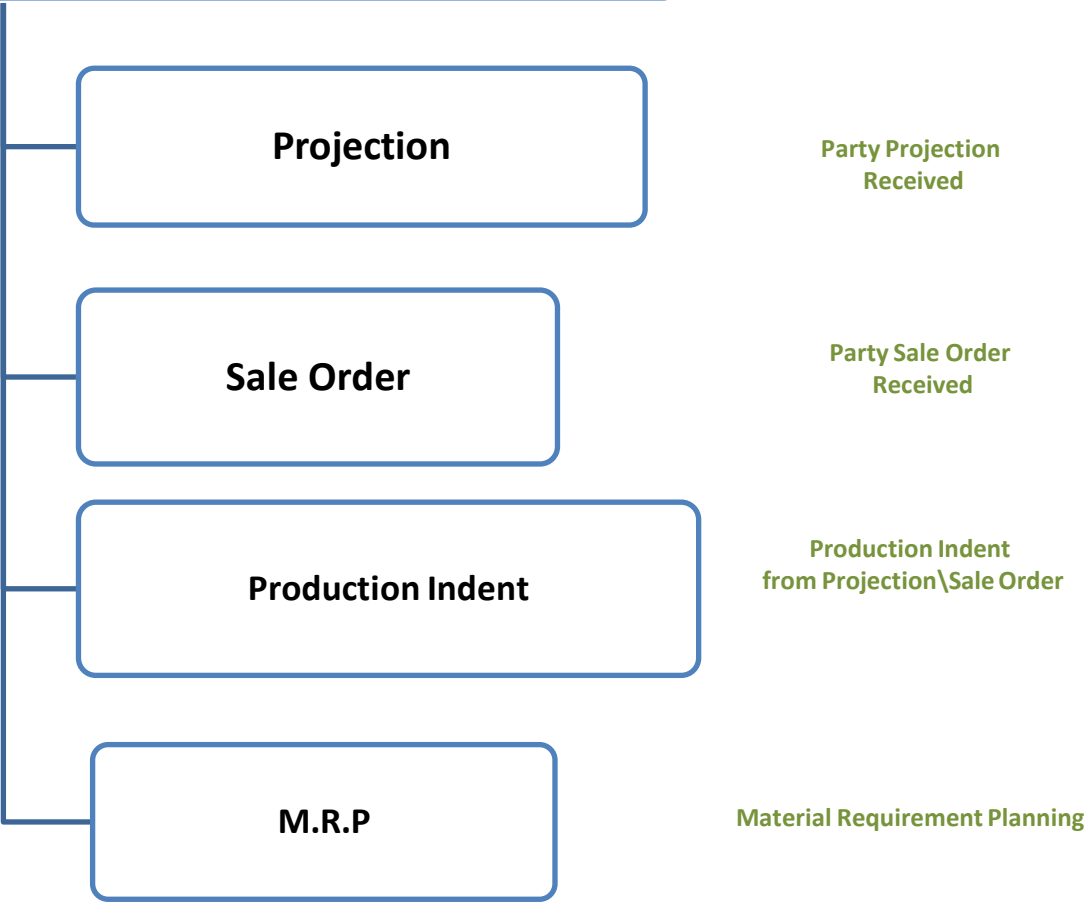 Projection
Party Projection
Received
Sale Order
Party Sale Order
Received
Production Indent
Production Indent
from Projection\Sale Order
M.R.P
Material Requirement Planning